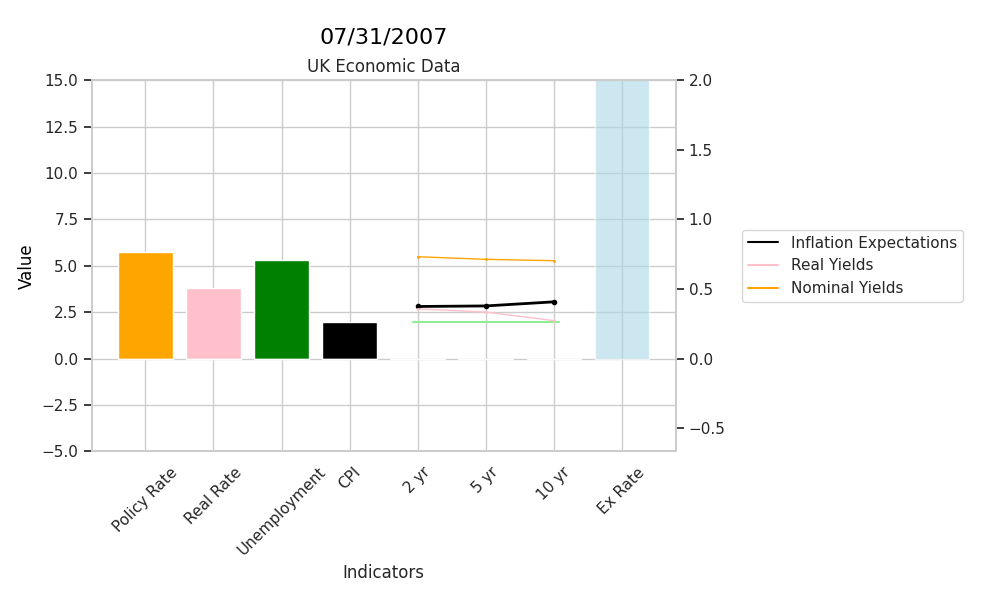 07/31/2007
UK Economic Data
15.0
12.5
10.0
7.5
5.0
2.5
0.0
−2.5
−5.0
Value
2.0
1.5
1.0
0.5
0.0
−0.5
Inflation Expectations
Real Yields
Nominal Yields
Policy Rate
Real Rate
Unemployment
CPI
2 yr
5 yr
10 yr
Ex Rate
Indicators